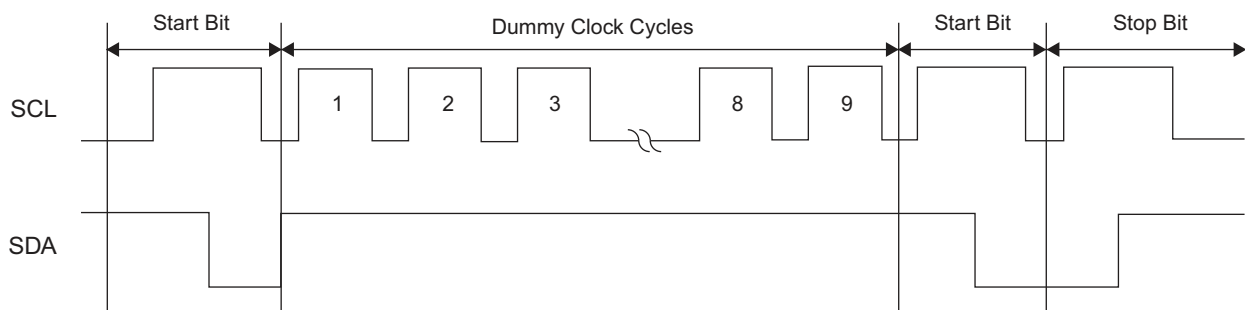 Start Bit Dummy Clock Cycles Start Bit Stop Bit
SCL 1 2 3 8 9
SDA